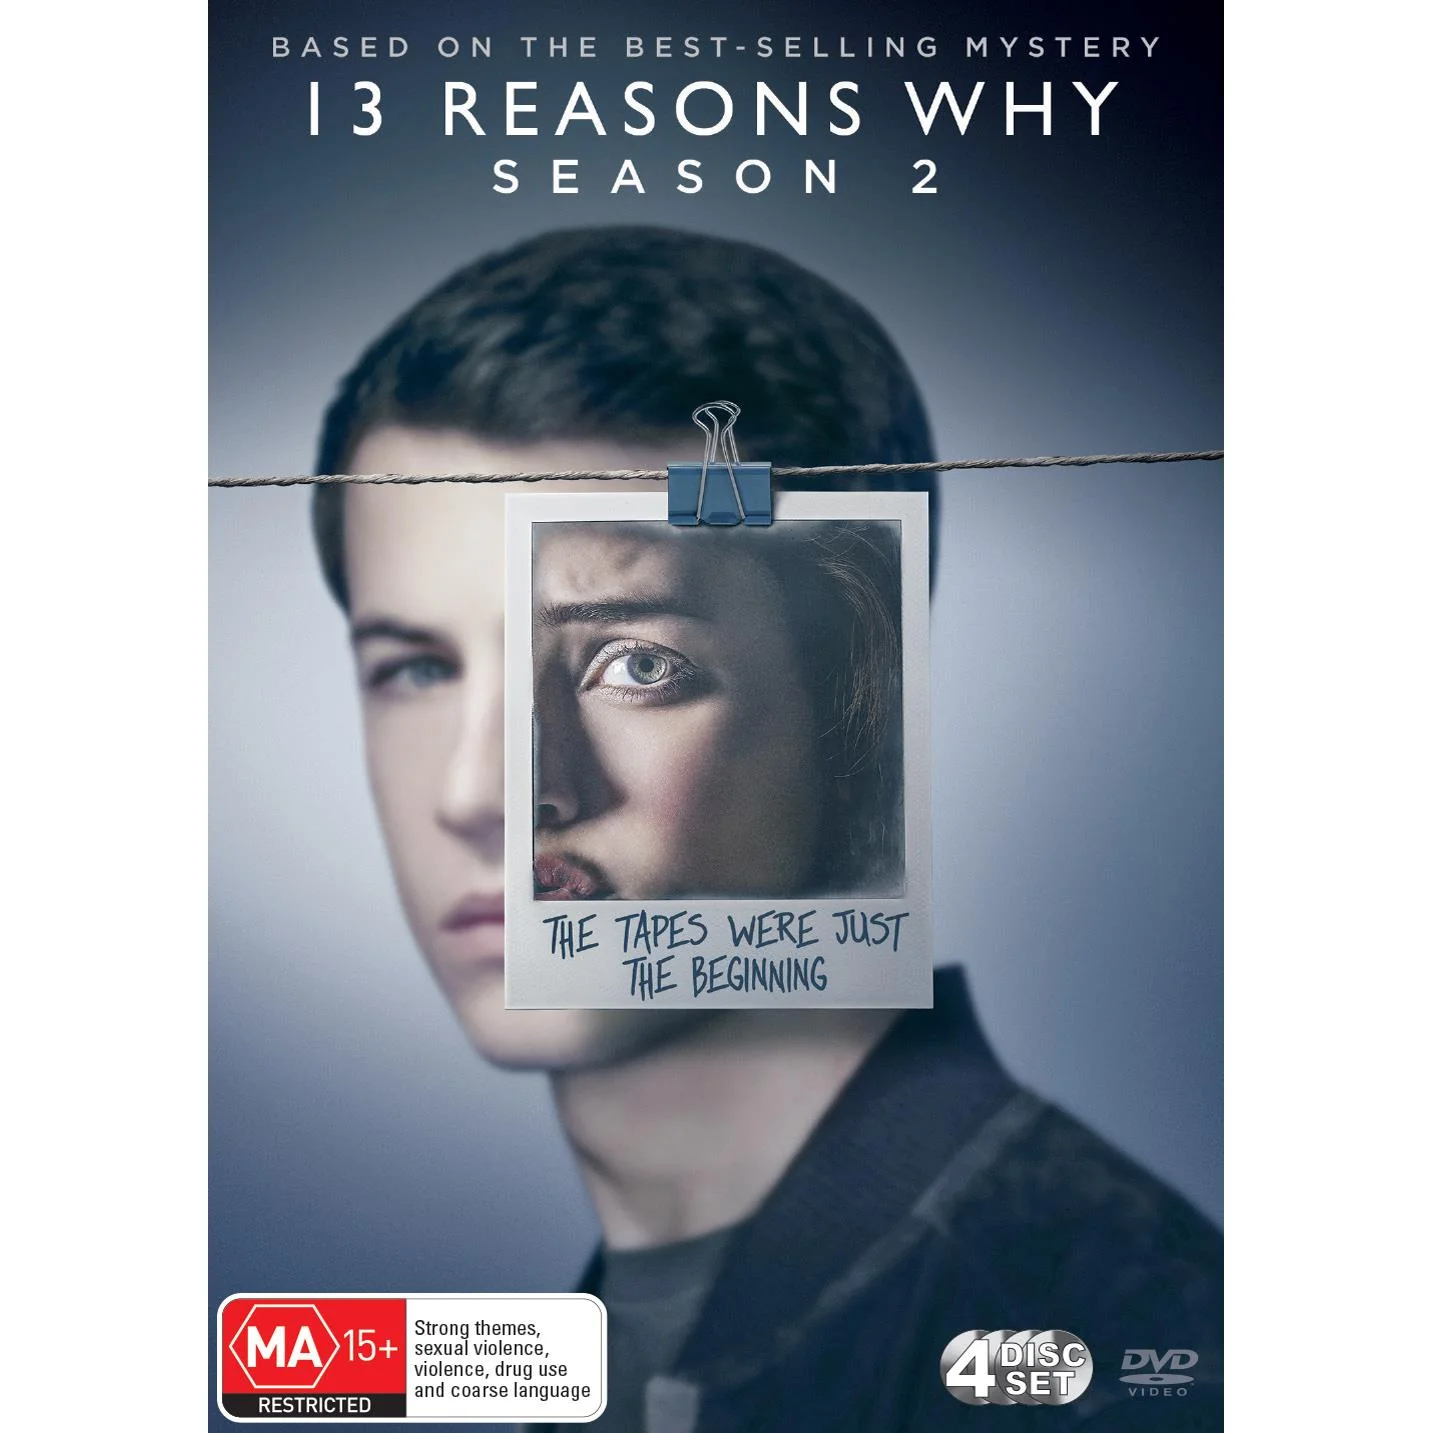 BASED ON THE BEST-SELLING MYSTERY
13 REASONS WHY
SEASON 2
THE TAPES WERE JUST
THE BEGINNING
MA 15+
RESTRICTED
Strong themes,
sexual violence,
violence, drug use
and coarse language
4 DISC
SET
DVD
VIDEO